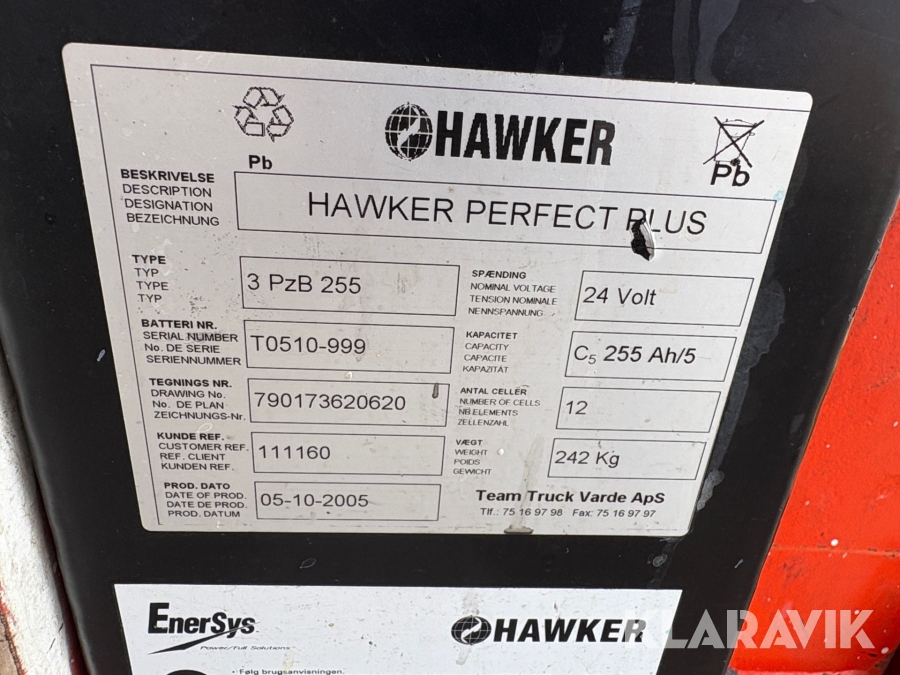 HAWKER
Pb
Pb
BESKRIVELSE
DESCRIPTION
DESIGNATION
BEZEICHNUNG
HAWKER PERFECT PLUS
TYPE
TYP
TYPE
TYP
3 PzB 255
SPÆNDING
NOMINAL VOLTAGE
TENSION NOMINALE
NENNSPANNUNG
24 Volt
BATTERI NR.
SERIAL NUMBER
No. DE SERIE
SERIENNUMMER
T0510-999
KAPACITET
CAPACITY
CAPACITE
KAPAZITÄT
C5 255 Ah/5
TEGNINGS NR.
DRAWING No.
No. DE PLAN
ZEICHNUNGS-Nr.
790173620620
ANTAL CELLER
NUMBER OF CELLS
NB ELEMENTS
ZELLENZAHL
12
KUNDE REF.
CUSTOMER REF.
REF. CLIENT
KUNDEN REF.
111160
VÆGT
WEIGHT
POIDS
GEWICHT
242 Kg
PROD. DATO
DATE OF PROD.
DATE DE PROD.
PROD. DATUM
05-10-2005
Team Truck Varde ApS
Tlf.: 75 16 97 98 Fax: 75 16 97 97
EnerSys
Power/Full Solutions
HAWKER
• Følg brugsanvisningen.
KLARAVIK